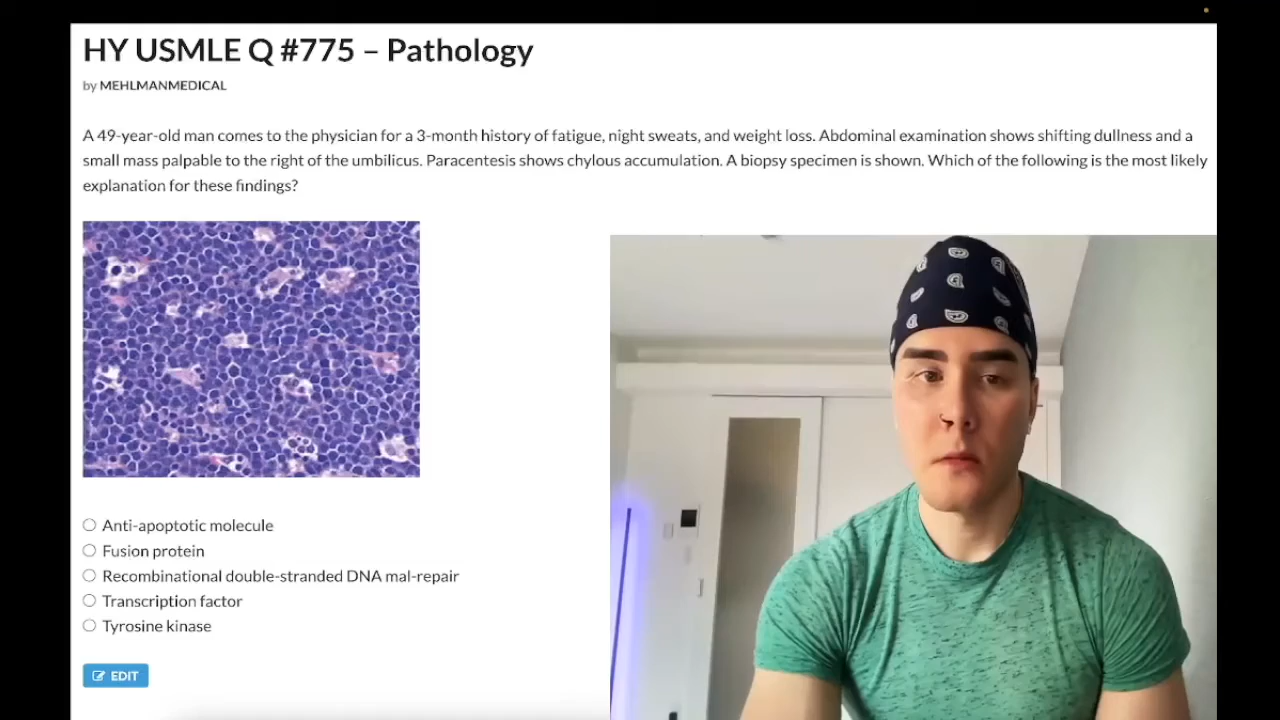 HY USMLE Q #775 – Pathology
by MEHLMANMEDICAL
A 49-year-old man comes to the physician for a 3-month history of fatigue, night sweats, and weight loss. Abdominal examination shows shifting dullness and a
small mass palpable to the right of the umbilicus. Paracentesis shows chylous accumulation. A biopsy specimen is shown. Which of the following is the most likely
explanation for these findings?
Anti-apoptotic molecule
Fusion protein
Recombinational double-stranded DNA mal-repair
Transcription factor
Tyrosine kinase
EDIT